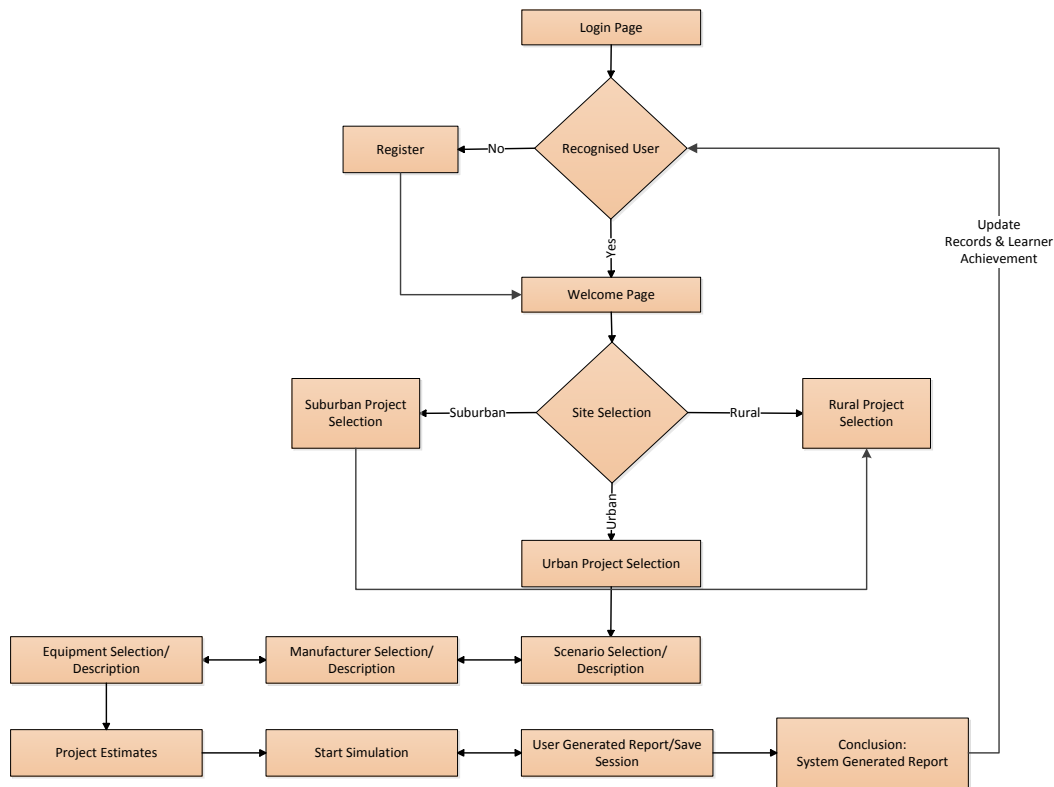 Login Page
Recognised User
No
Register
Update
Records & Learner
Achievement
Yes
Welcome Page
Suburban Project
Selection
Suburban
Site Selection
Rural
Rural Project
Selection
Urban
Urban Project Selection
Equipment Selection/
Description
Manufacturer Selection/
Description
Scenario Selection/
Description
Project Estimates
Start Simulation
User Generated Report/Save
Session
Conclusion:
System Generated Report